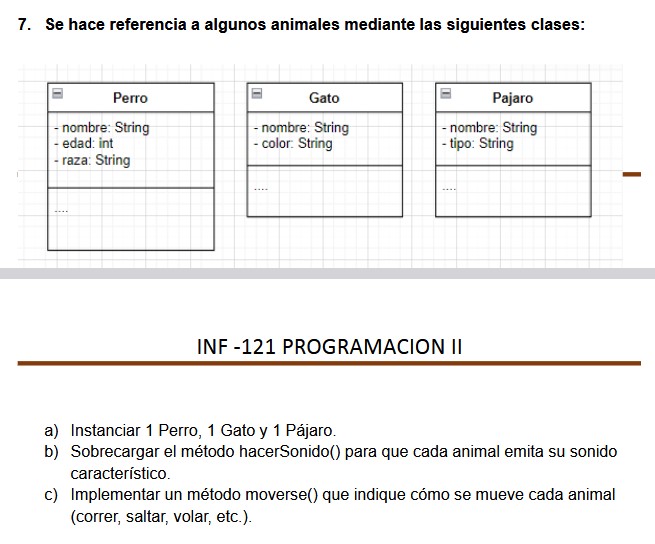 7. Se hace referencia a algunos animales mediante las siguientes clases:
Perro
- nombre: String
- edad: int
- raza: String
....
Gato
- nombre: String
- color: String
....
Pajaro
- nombre: String
- tipo: String
....
INF -121 PROGRAMACION II
a) Instanciar 1 Perro, 1 Gato y 1 Pájaro.
b) Sobrecargar el método hacerSonido() para que cada animal emita su sonido
característico.
c) Implementar un método moverse() que indique cómo se mueve cada animal
(correr, saltar, volar, etc.).